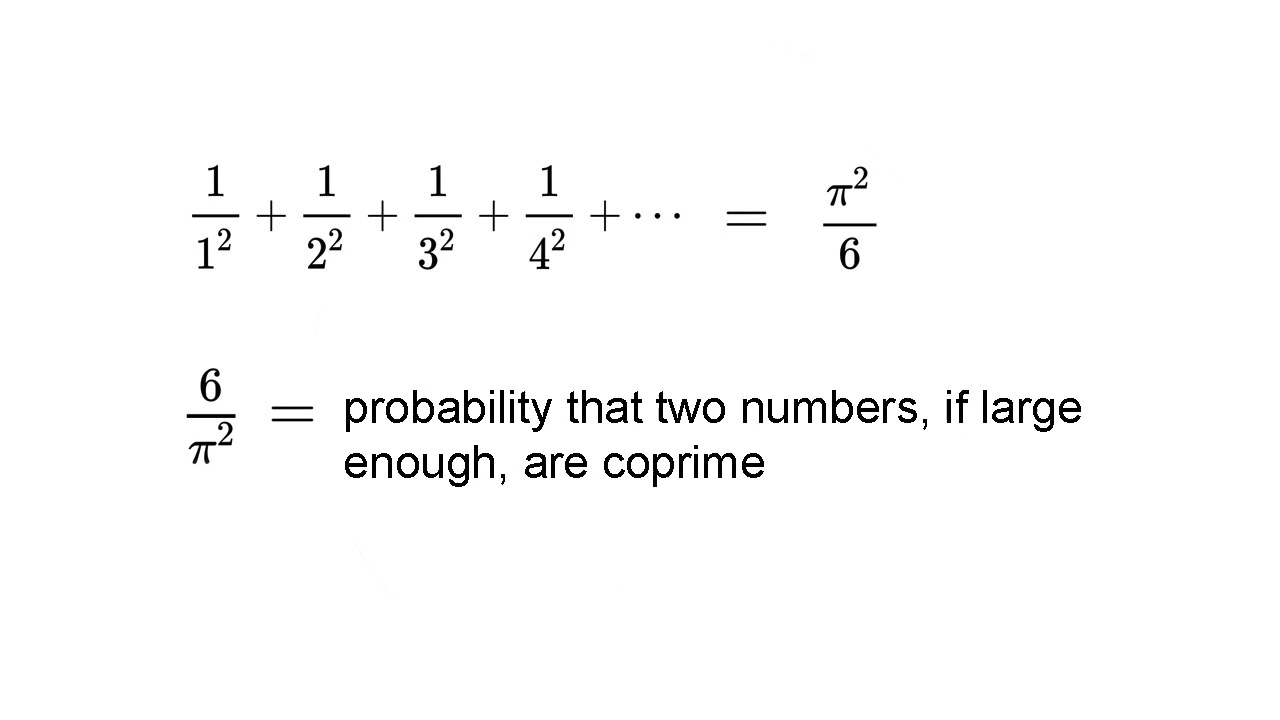 1/1² + 1/2² + 1/3² + 1/4² + ⋯ = π²/6
6/π² = probability that two numbers, if large
enough, are coprime